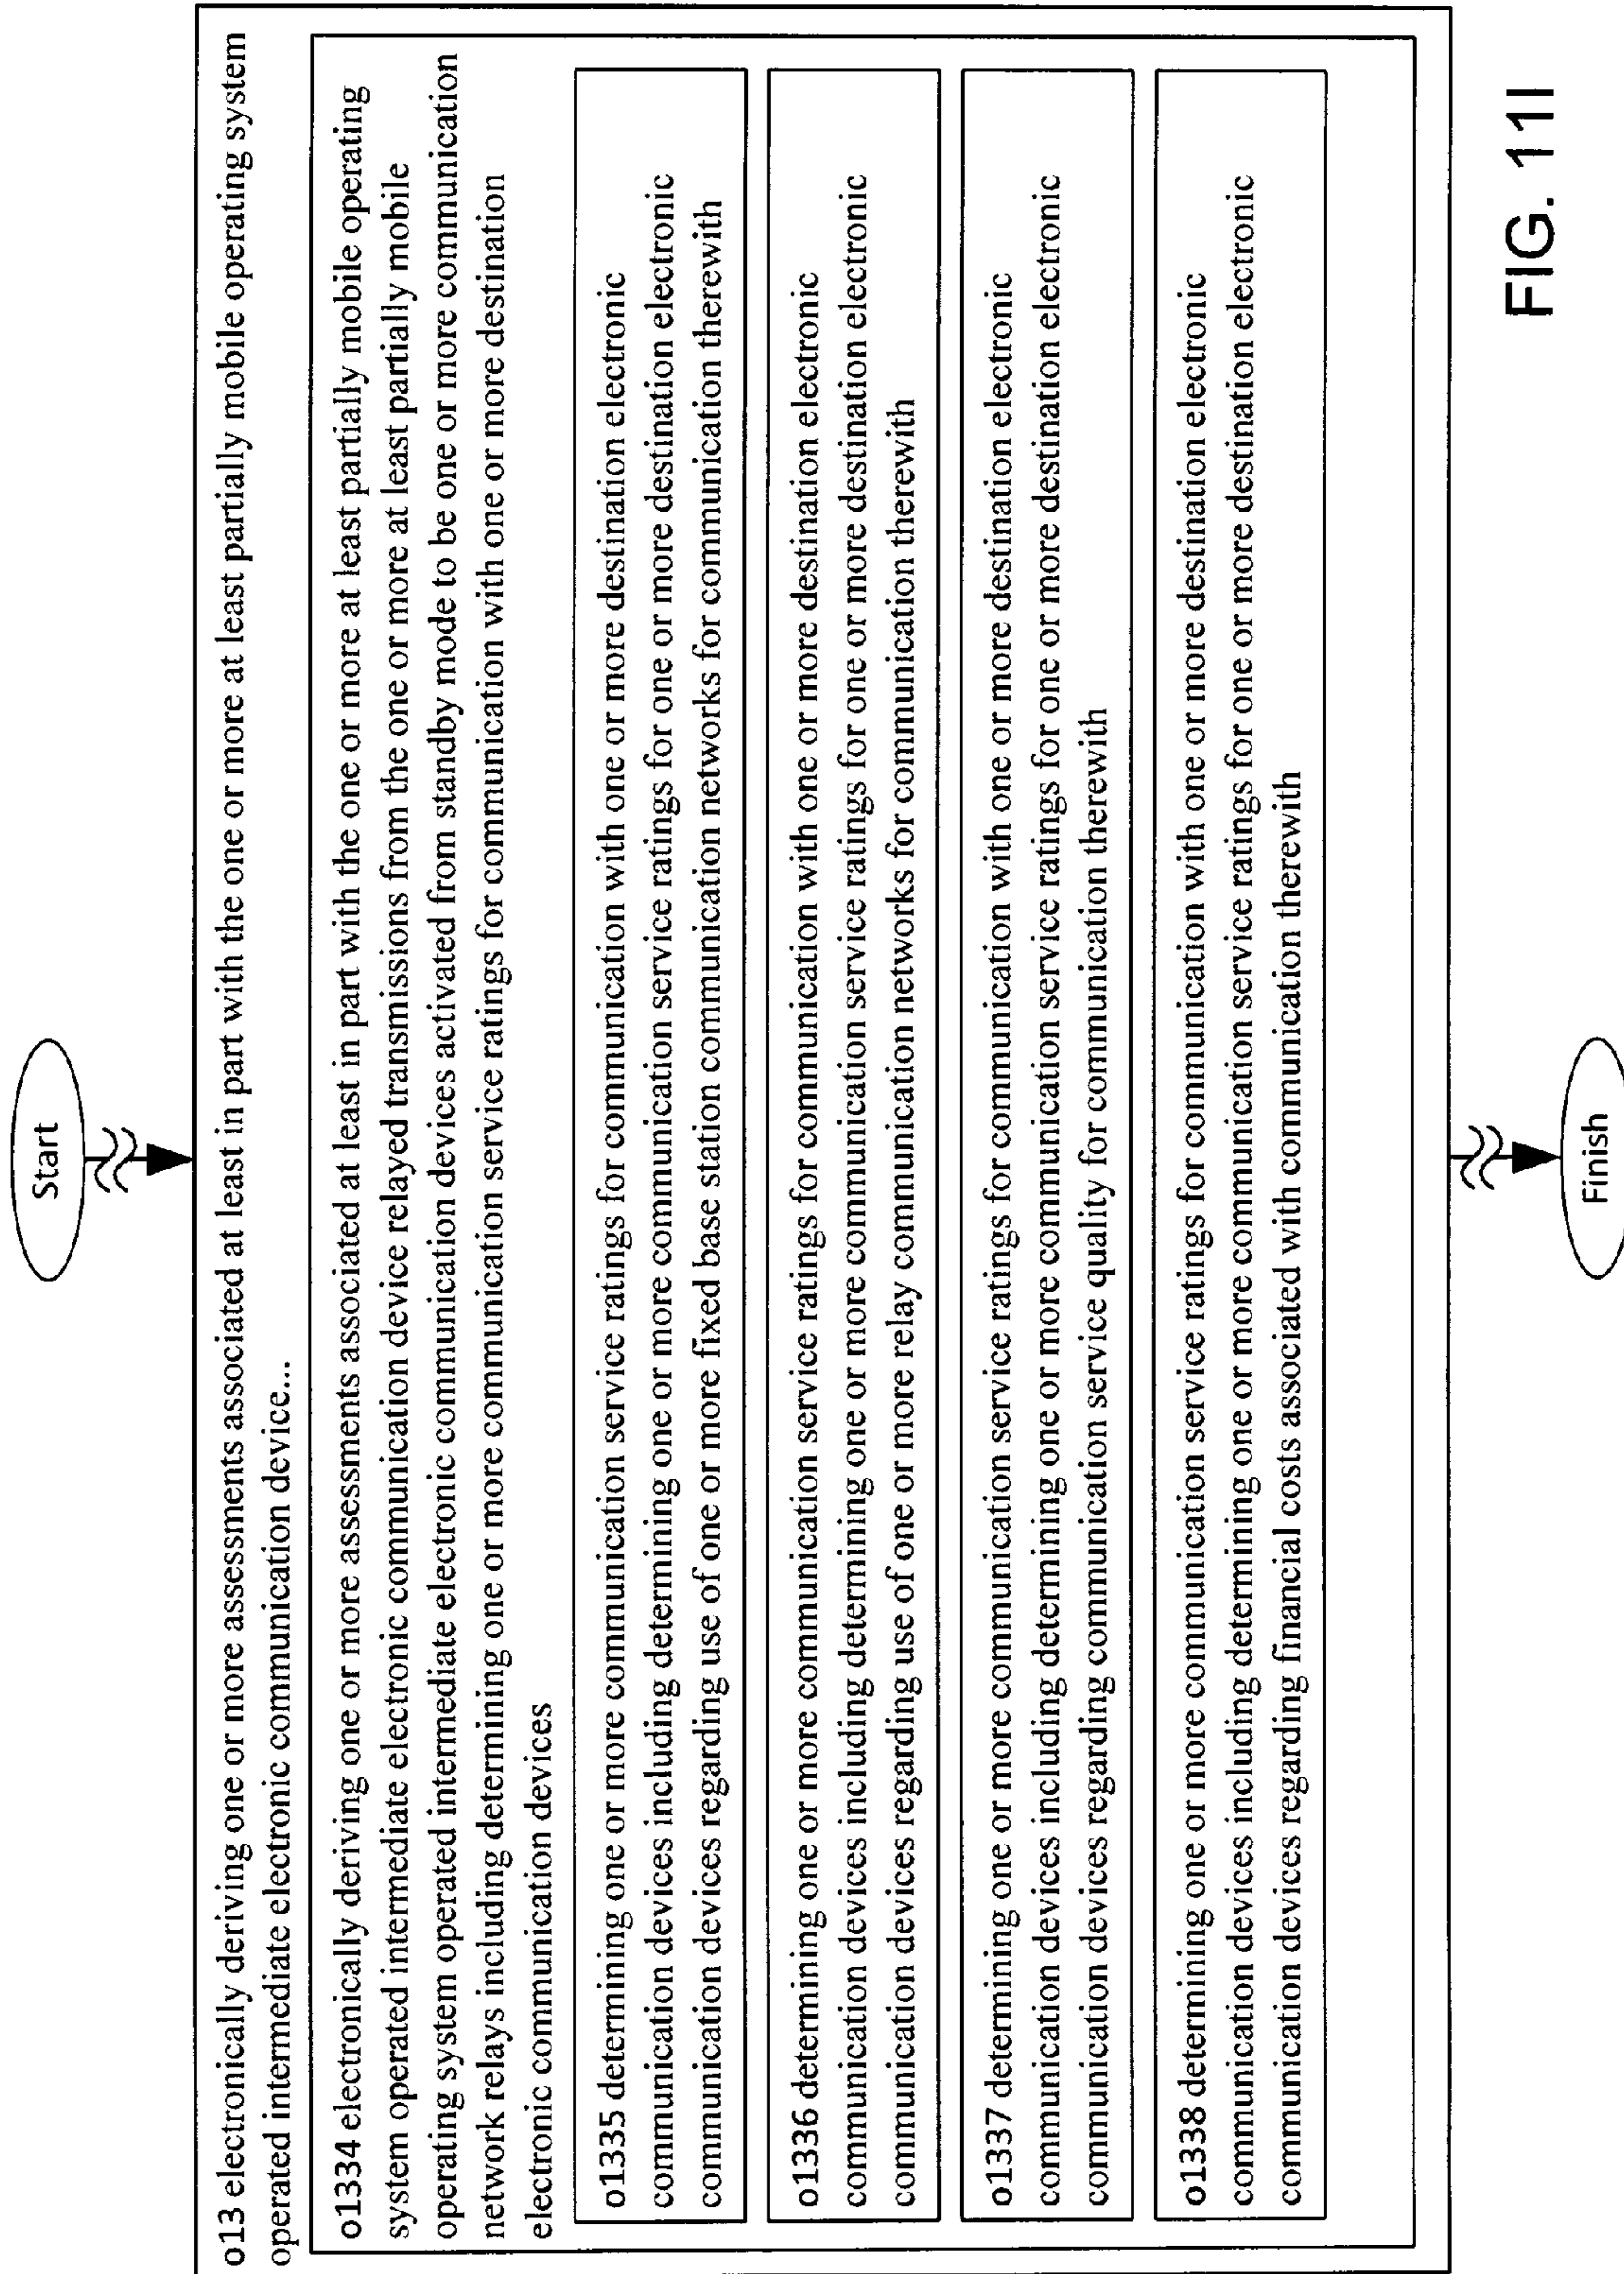 Start
o13 electronically deriving one or more assessments associated at least in part with the one or more at least partially mobile operating system
operated intermediate electronic communication device...
o1334 electronically deriving one or more assessments associated at least in part with the one or more at least partially mobile operating
system operated intermediate electronic communication device relayed transmissions from the one or more at least partially mobile
operating system operated intermediate electronic communication devices activated from standby mode to be one or more communication
network relays including determining one or more communication service ratings for communication with one or more destination
electronic communication devices
o1335 determining one or more communication service ratings for communication with one or more destination electronic
communication devices including determining one or more communication service ratings for one or more destination electronic
communication devices regarding use of one or more fixed base station communication networks for communication therewith
o1336 determining one or more communication service ratings for communication with one or more destination electronic
communication devices including determining one or more communication service ratings for one or more destination electronic
communication devices regarding use of one or more relay communication networks for communication therewith
o1337 determining one or more communication service ratings for communication with one or more destination electronic
communication devices including determining one or more communication service ratings for one or more destination electronic
communication devices regarding communication service quality for communication therewith
o1338 determining one or more communication service ratings for communication with one or more destination electronic
communication devices including determining one or more communication service ratings for one or more destination electronic
communication devices regarding financial costs associated with communication therewith
Finish
FIG. 11I